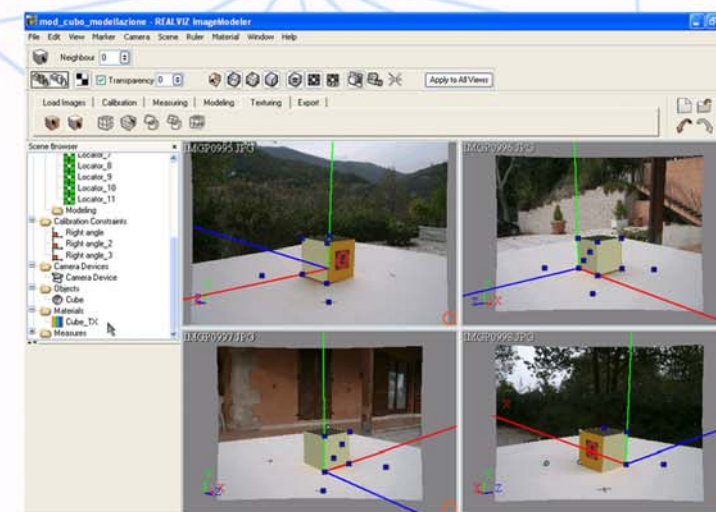 mod_cubo_modellazione - REALVIZ ImageModeler
File Edit View Marker Camera Scene Ruler Material Window Help
Neighbour 0
Transparency 0 Apply to All Views
Load Images Calibration Measuring Modeling Texturing Export
Scene Browser
Locator_7
Locator_8
Locator_9
Locator_10
Locator_11
Modeling
Calibration Constraints
Right angle
Right angle_2
Right angle_3
Camera Devices
Camera Device
Objects
Cube
Materials
Cube_TX
Measures
IMGP0995.JPG
IMGP0996.JPG
IMGP0997.JPG
IMGP0998.JPG